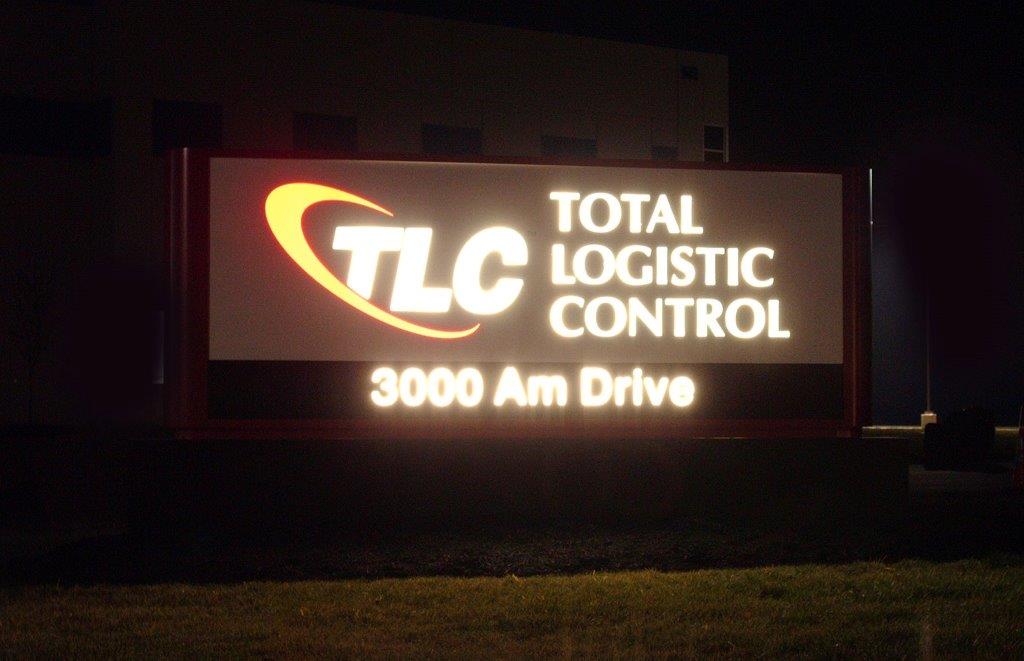 TLC
TOTAL
LOGISTIC
CONTROL
3000 Am Drive